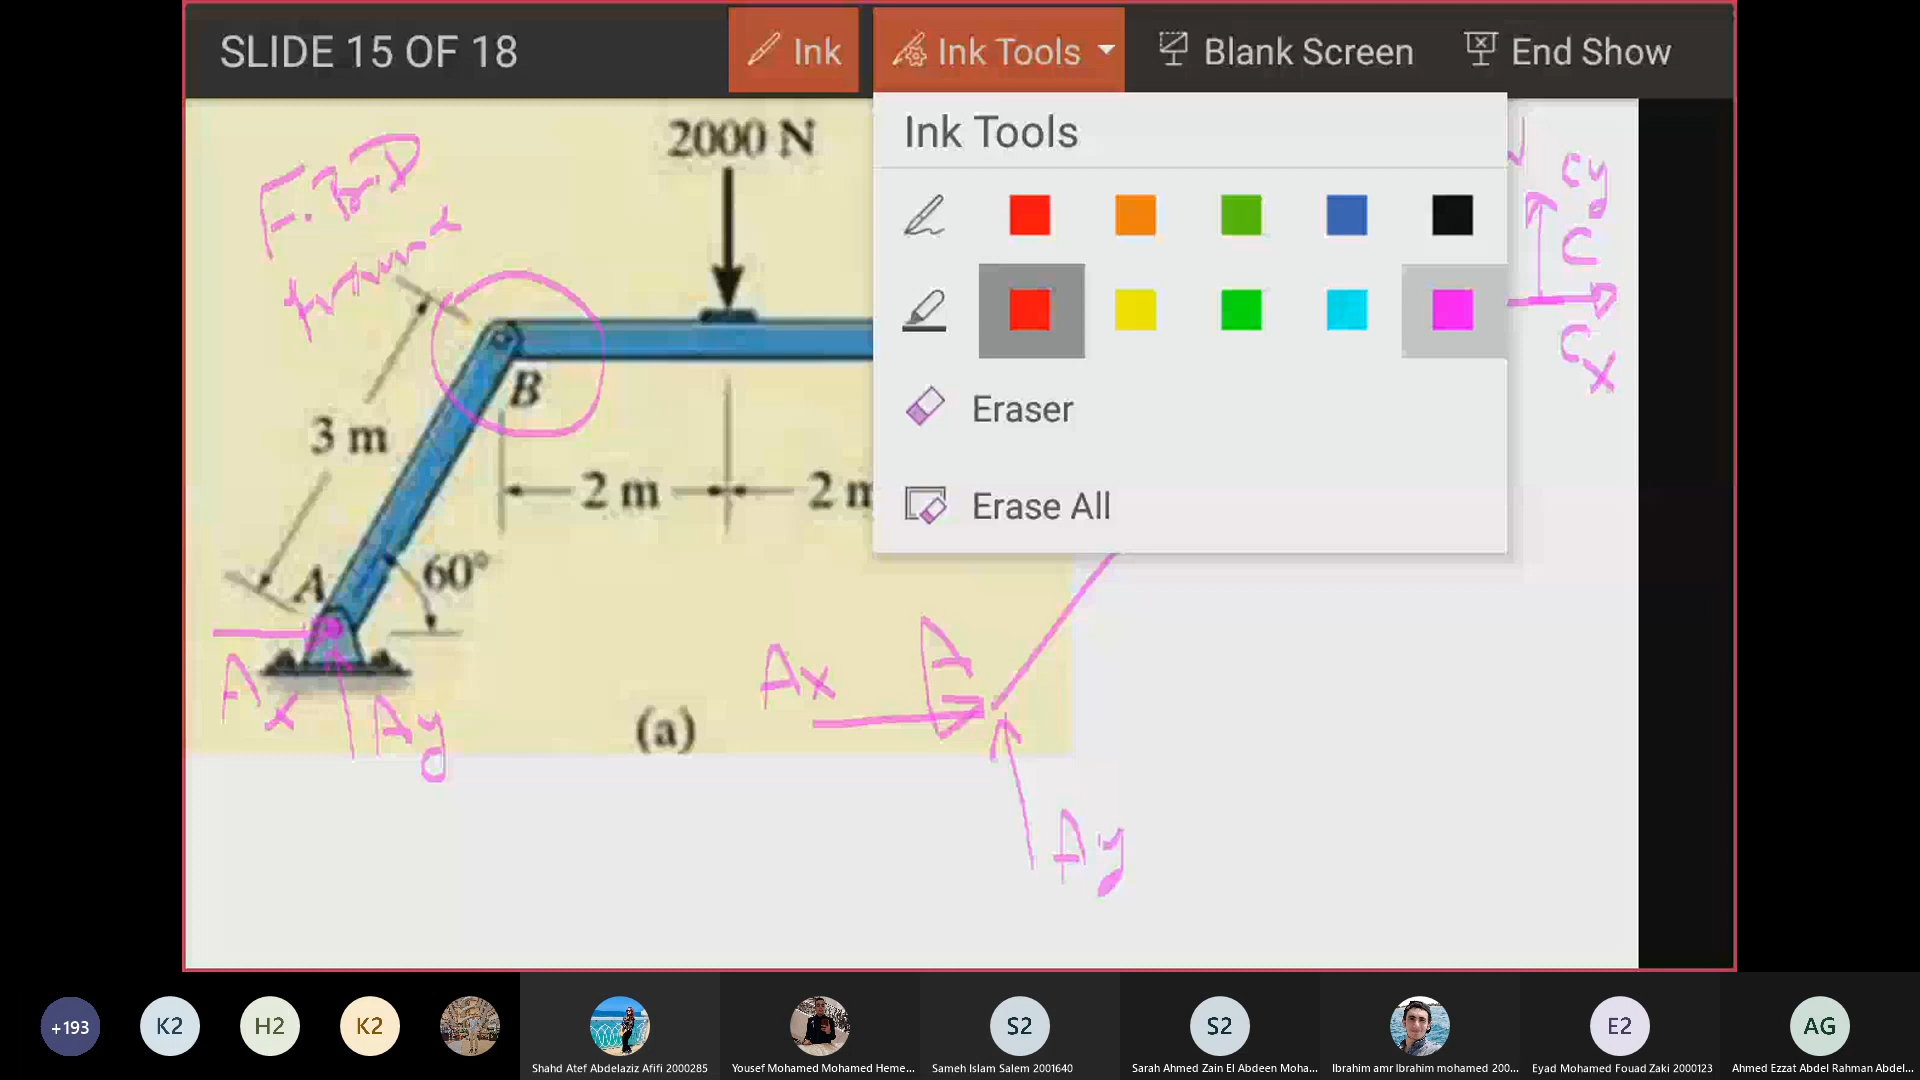 SLIDE 15 OF 18
Ink
Ink Tools
Blank Screen
End Show
Ink Tools
Eraser
Erase All
F.B.D
2000 N
B
3 m
2 m
2 m
A
60°
Ax
Ay
(a)
Ax
A
Ay
Cy
C
Cx
+193
K2
H2
K2
S2
S2
E2
AG
Shahd Atef Abdelaziz Afifi 2000285
Yousef Mohamed Mohamed Heme...
Sameh Islam Salem 2001640
Sarah Ahmed Zain El Abdeen Moha...
Ibrahim amr Ibrahim mohamed 200...
Eyad Mohamed Fouad Zaki 2000123
Ahmed Ezzat Abdel Rahman Abdel...